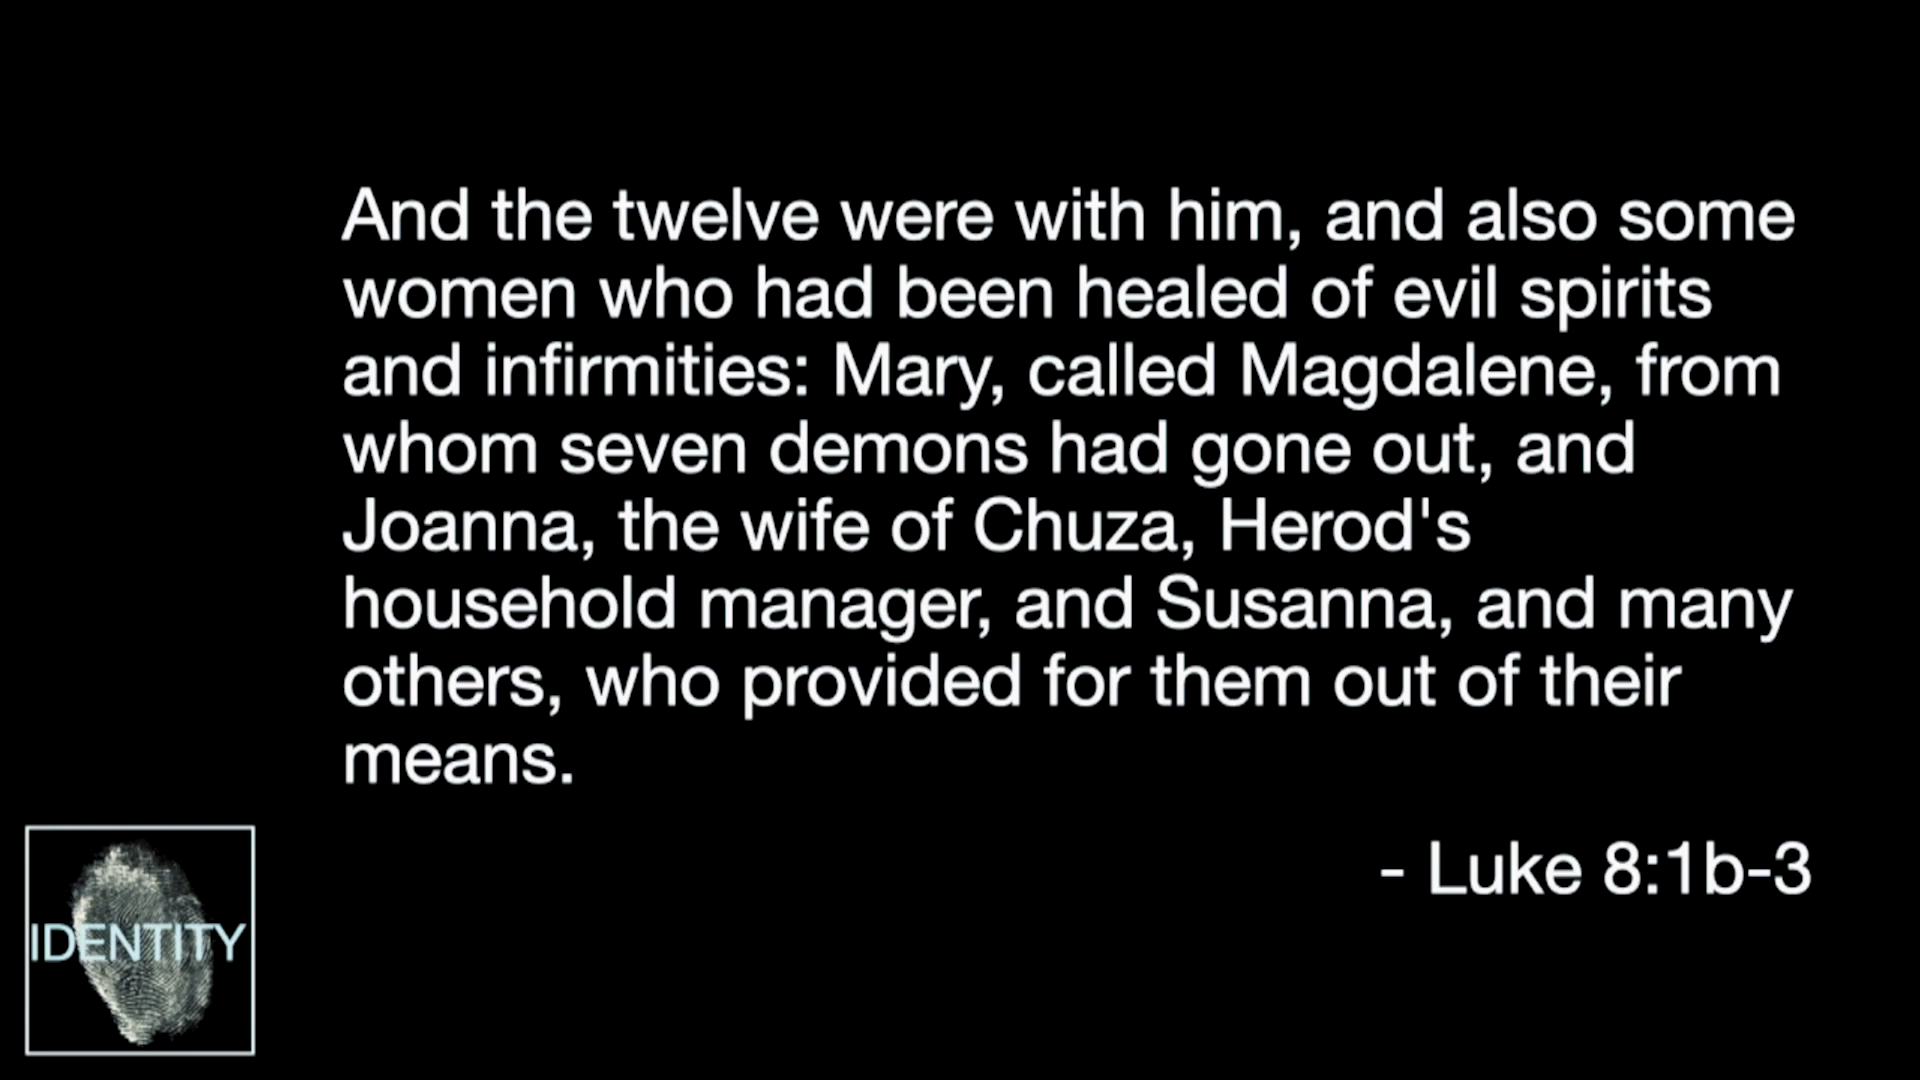 And the twelve were with him, and also some
women who had been healed of evil spirits
and infirmities: Mary, called Magdalene, from
whom seven demons had gone out, and
Joanna, the wife of Chuza, Herod's
household manager, and Susanna, and many
others, who provided for them out of their
means.
- Luke 8:1b-3
IDENTITY